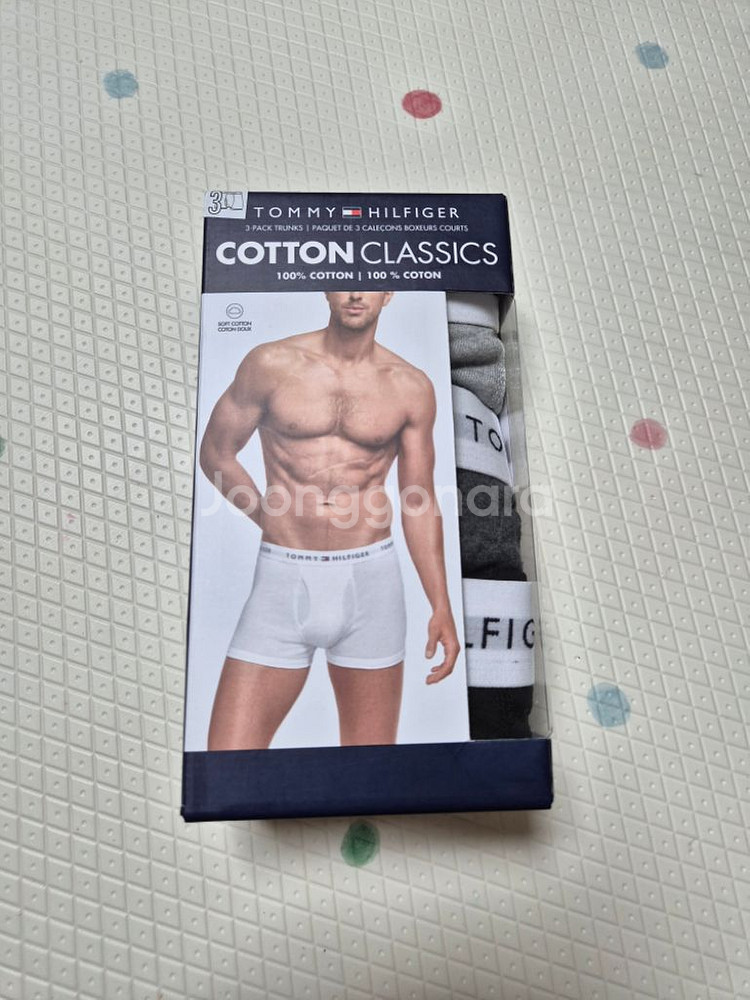 3
TOMMY HILFIGER
3 PACK TRUNKS | PAQUET DE 3 CALEÇONS BOXEURS COURTS
COTTON CLASSICS
100% COTTON | 100 % COTON
SOFT COTTON
COTON DOUX
TO
Joonggonara
TOMMY HILFIGER
LFIG